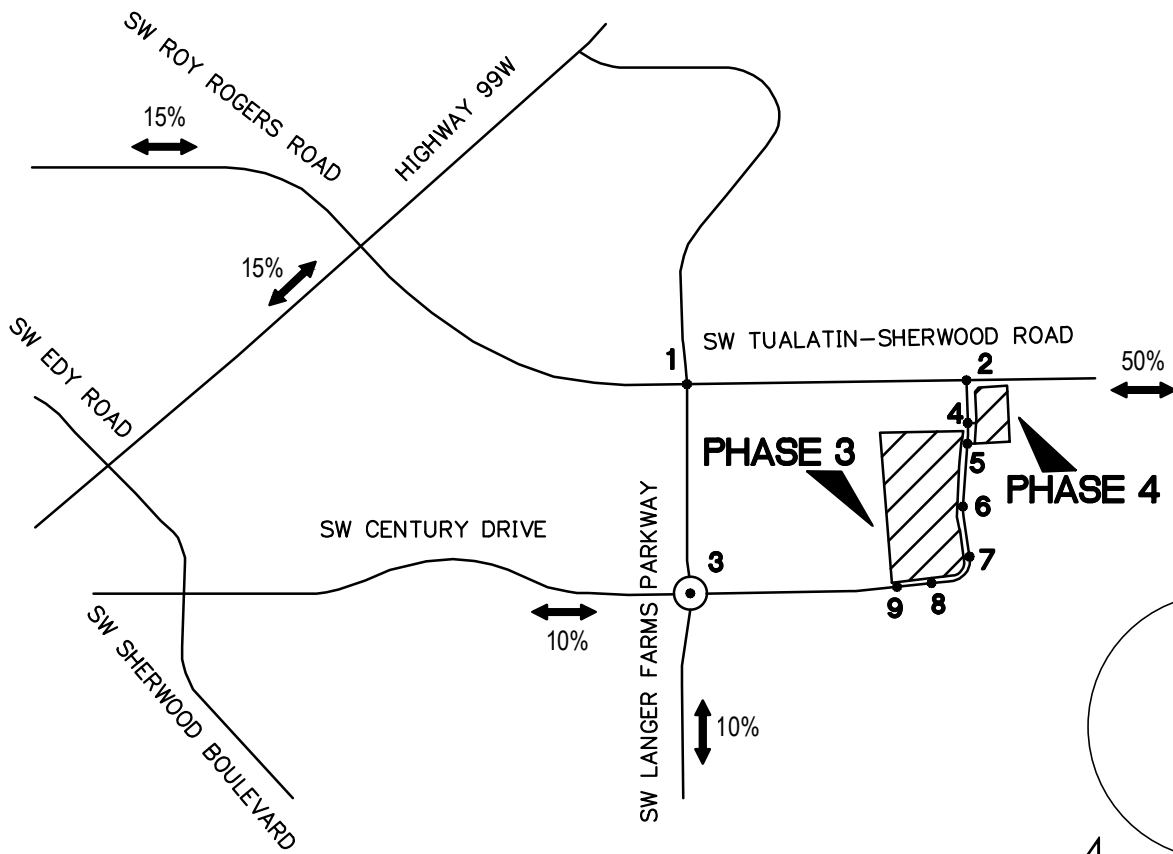 SW ROY ROGERS ROAD
HIGHWAY 99W
15%
15%
SW EDY ROAD
SW TUALATIN-SHERWOOD ROAD
1
2
50%
4
PHASE 3
5
PHASE 4
6
SW CENTURY DRIVE
SW LANGER FARMS PARKWAY
3
7
9
8
10%
SW SHERWOOD BOULEVARD
10%